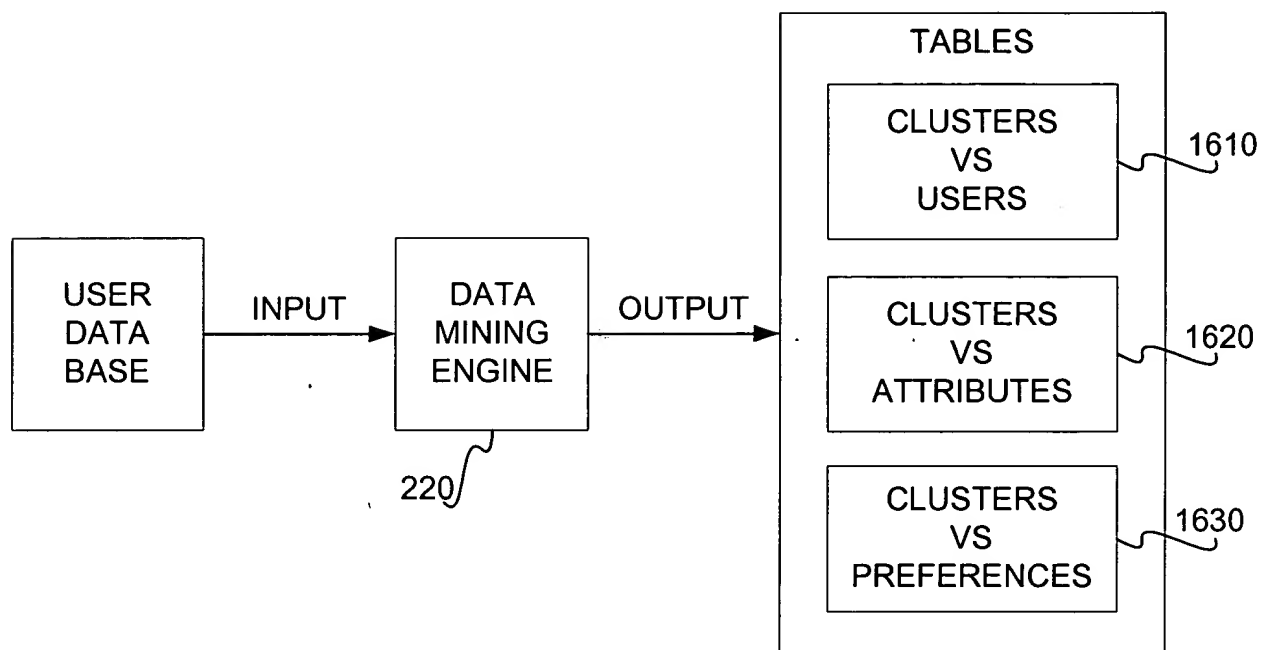 TABLES
CLUSTERS
VS
USERS
1610
USER
DATA
BASE
INPUT
DATA
MINING
ENGINE
220
OUTPUT
CLUSTERS
VS
ATTRIBUTES
1620
CLUSTERS
VS
PREFERENCES
1630